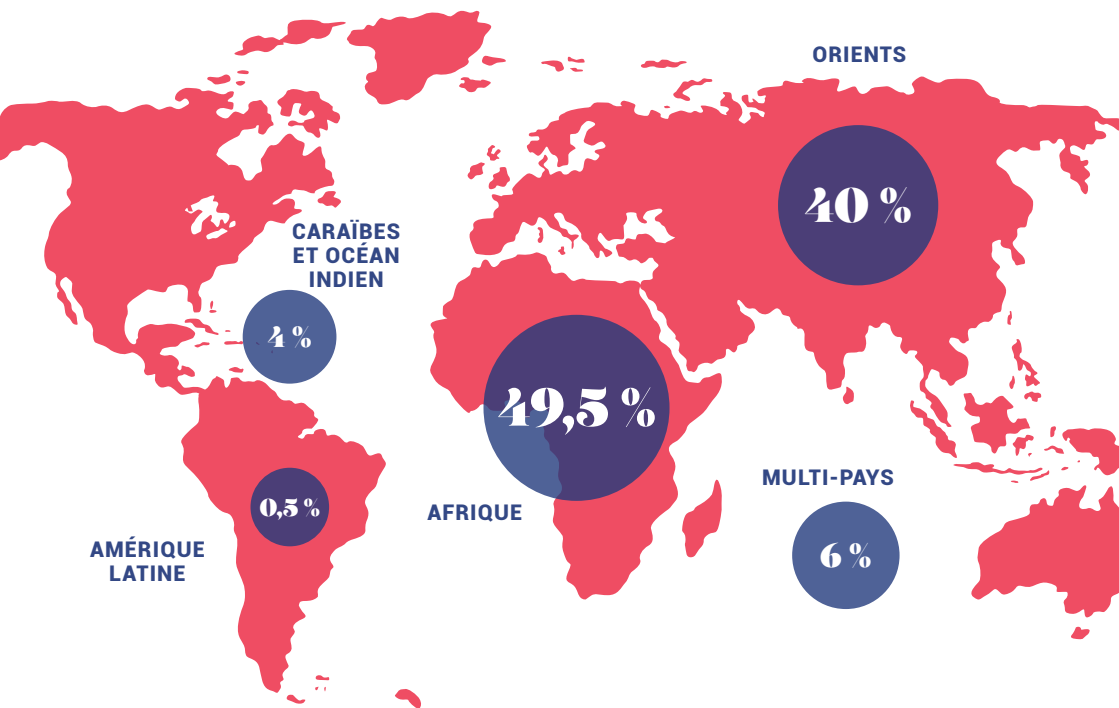 ORIENTS
40 %
CARAÏBES
ET OCÉAN
INDIEN
4 %
49,5 %
AFRIQUE
MULTI-PAYS
6 %
0,5 %
AMÉRIQUE
LATINE